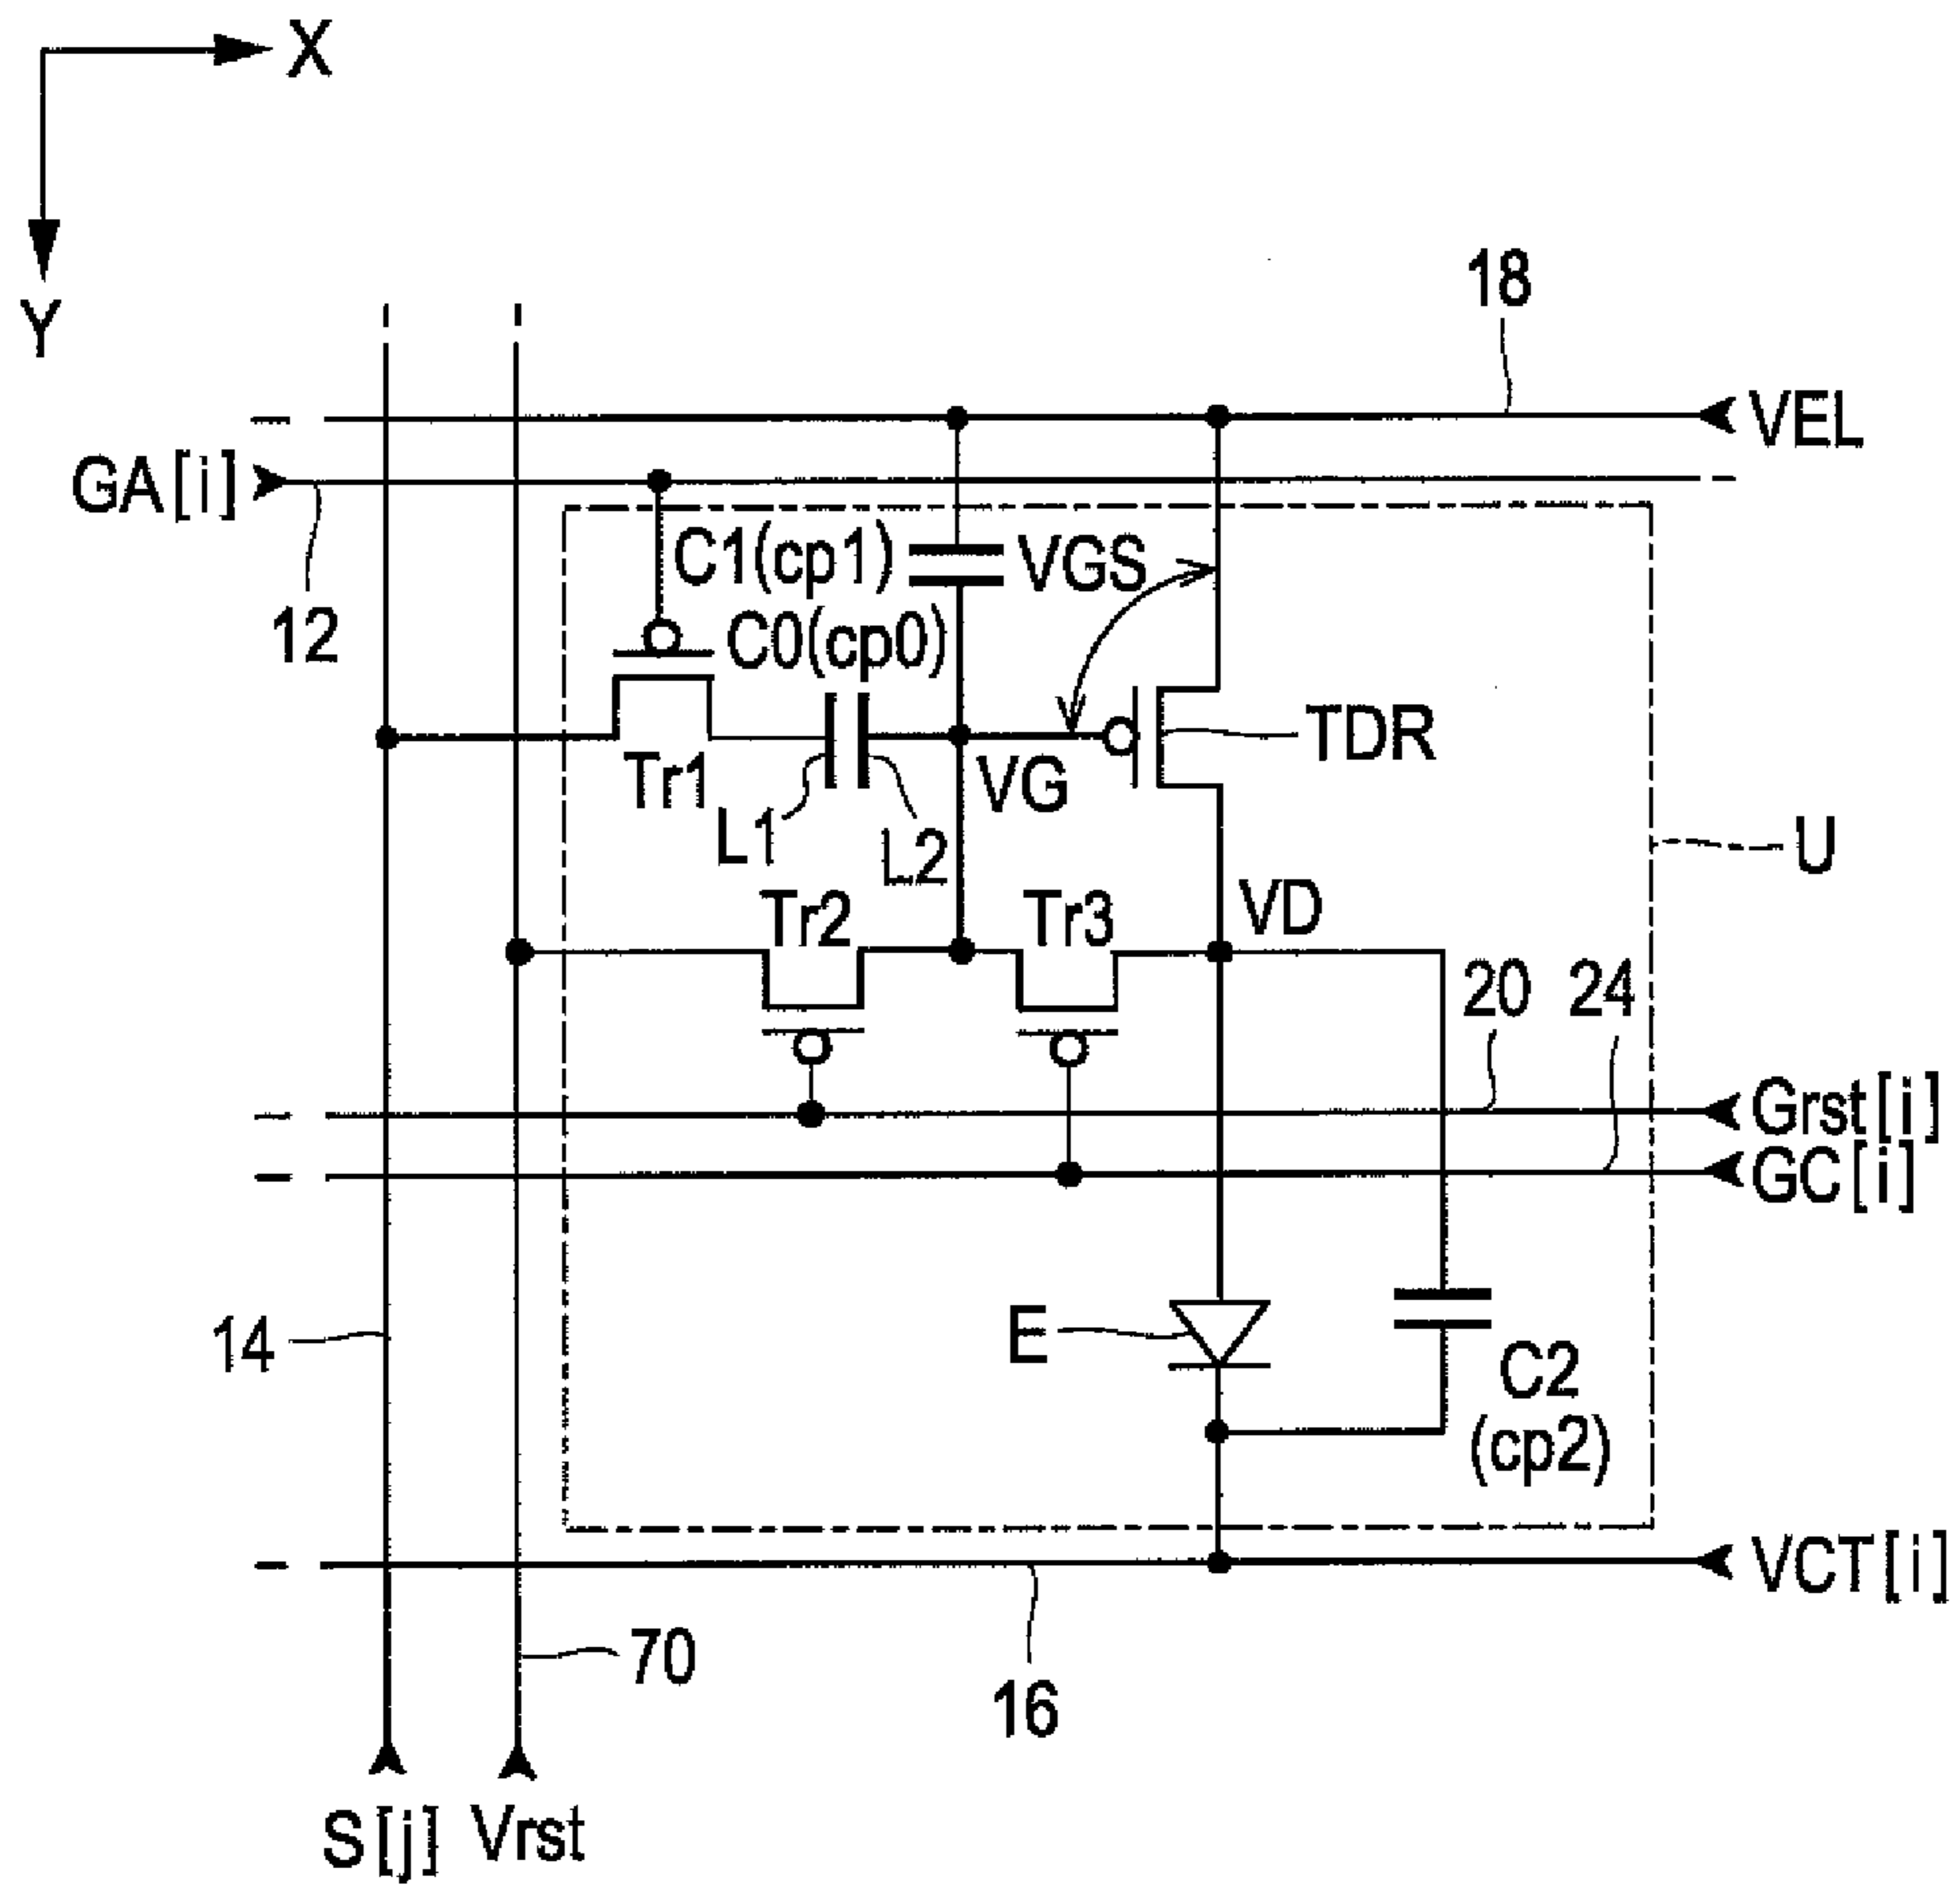 X
Y
18
VEL
GA[i]
12
C1(cp1)
VGS
C0(cp0)
TDR
Tr1
VG
L1
L2
U
Tr2
Tr3
VD
20
24
Grst[i]
GC[i]
14
E
C2
(cp2)
VCT[i]
70
16
S[j]
Vrst